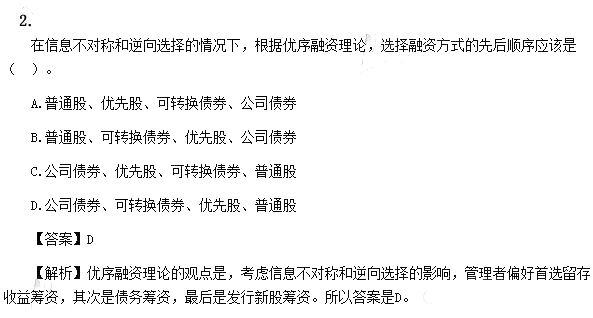 2.
在信息不对称和逆向选择的情况下，根据优序融资理论，选择融资方式的先后顺序应该是
（　）。
A.普通股、优先股、可转换债券、公司债券
B.普通股、可转换债券、优先股、公司债券
C.公司债券、优先股、可转换债券、普通股
D.公司债券、可转换债券、优先股、普通股
【答案】D
【解析】优序融资理论的观点是，考虑信息不对称和逆向选择的影响，管理者偏好首选留存
收益筹资，其次是债务筹资，最后是发行新股筹资。所以答案是D。